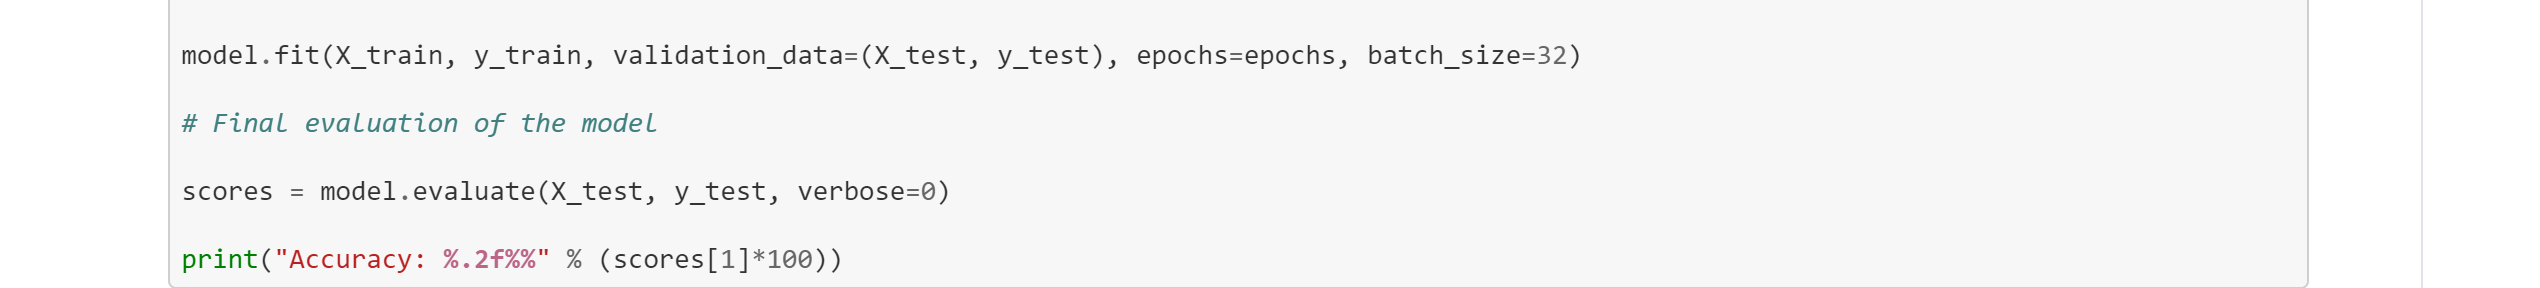 model.fit(X_train, y_train, validation_data=(X_test, y_test), epochs=epochs, batch_size=32)
# Final evaluation of the model
scores = model.evaluate(X_test, y_test, verbose=0)
print("Accuracy: %.2f%%" % (scores[1]*100))